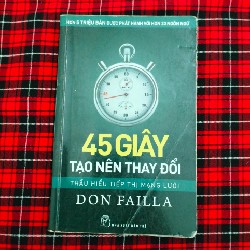 HƠN 5 TRIỆU BẢN ĐƯỢC PHÁT HÀNH VỚI HƠN 23 NGÔN NGỮ
45 GIÂY
TẠO NÊN THAY ĐỔI
THẤU HIỂU TIẾP THỊ MẠNG LƯỚI
DON FAILLA